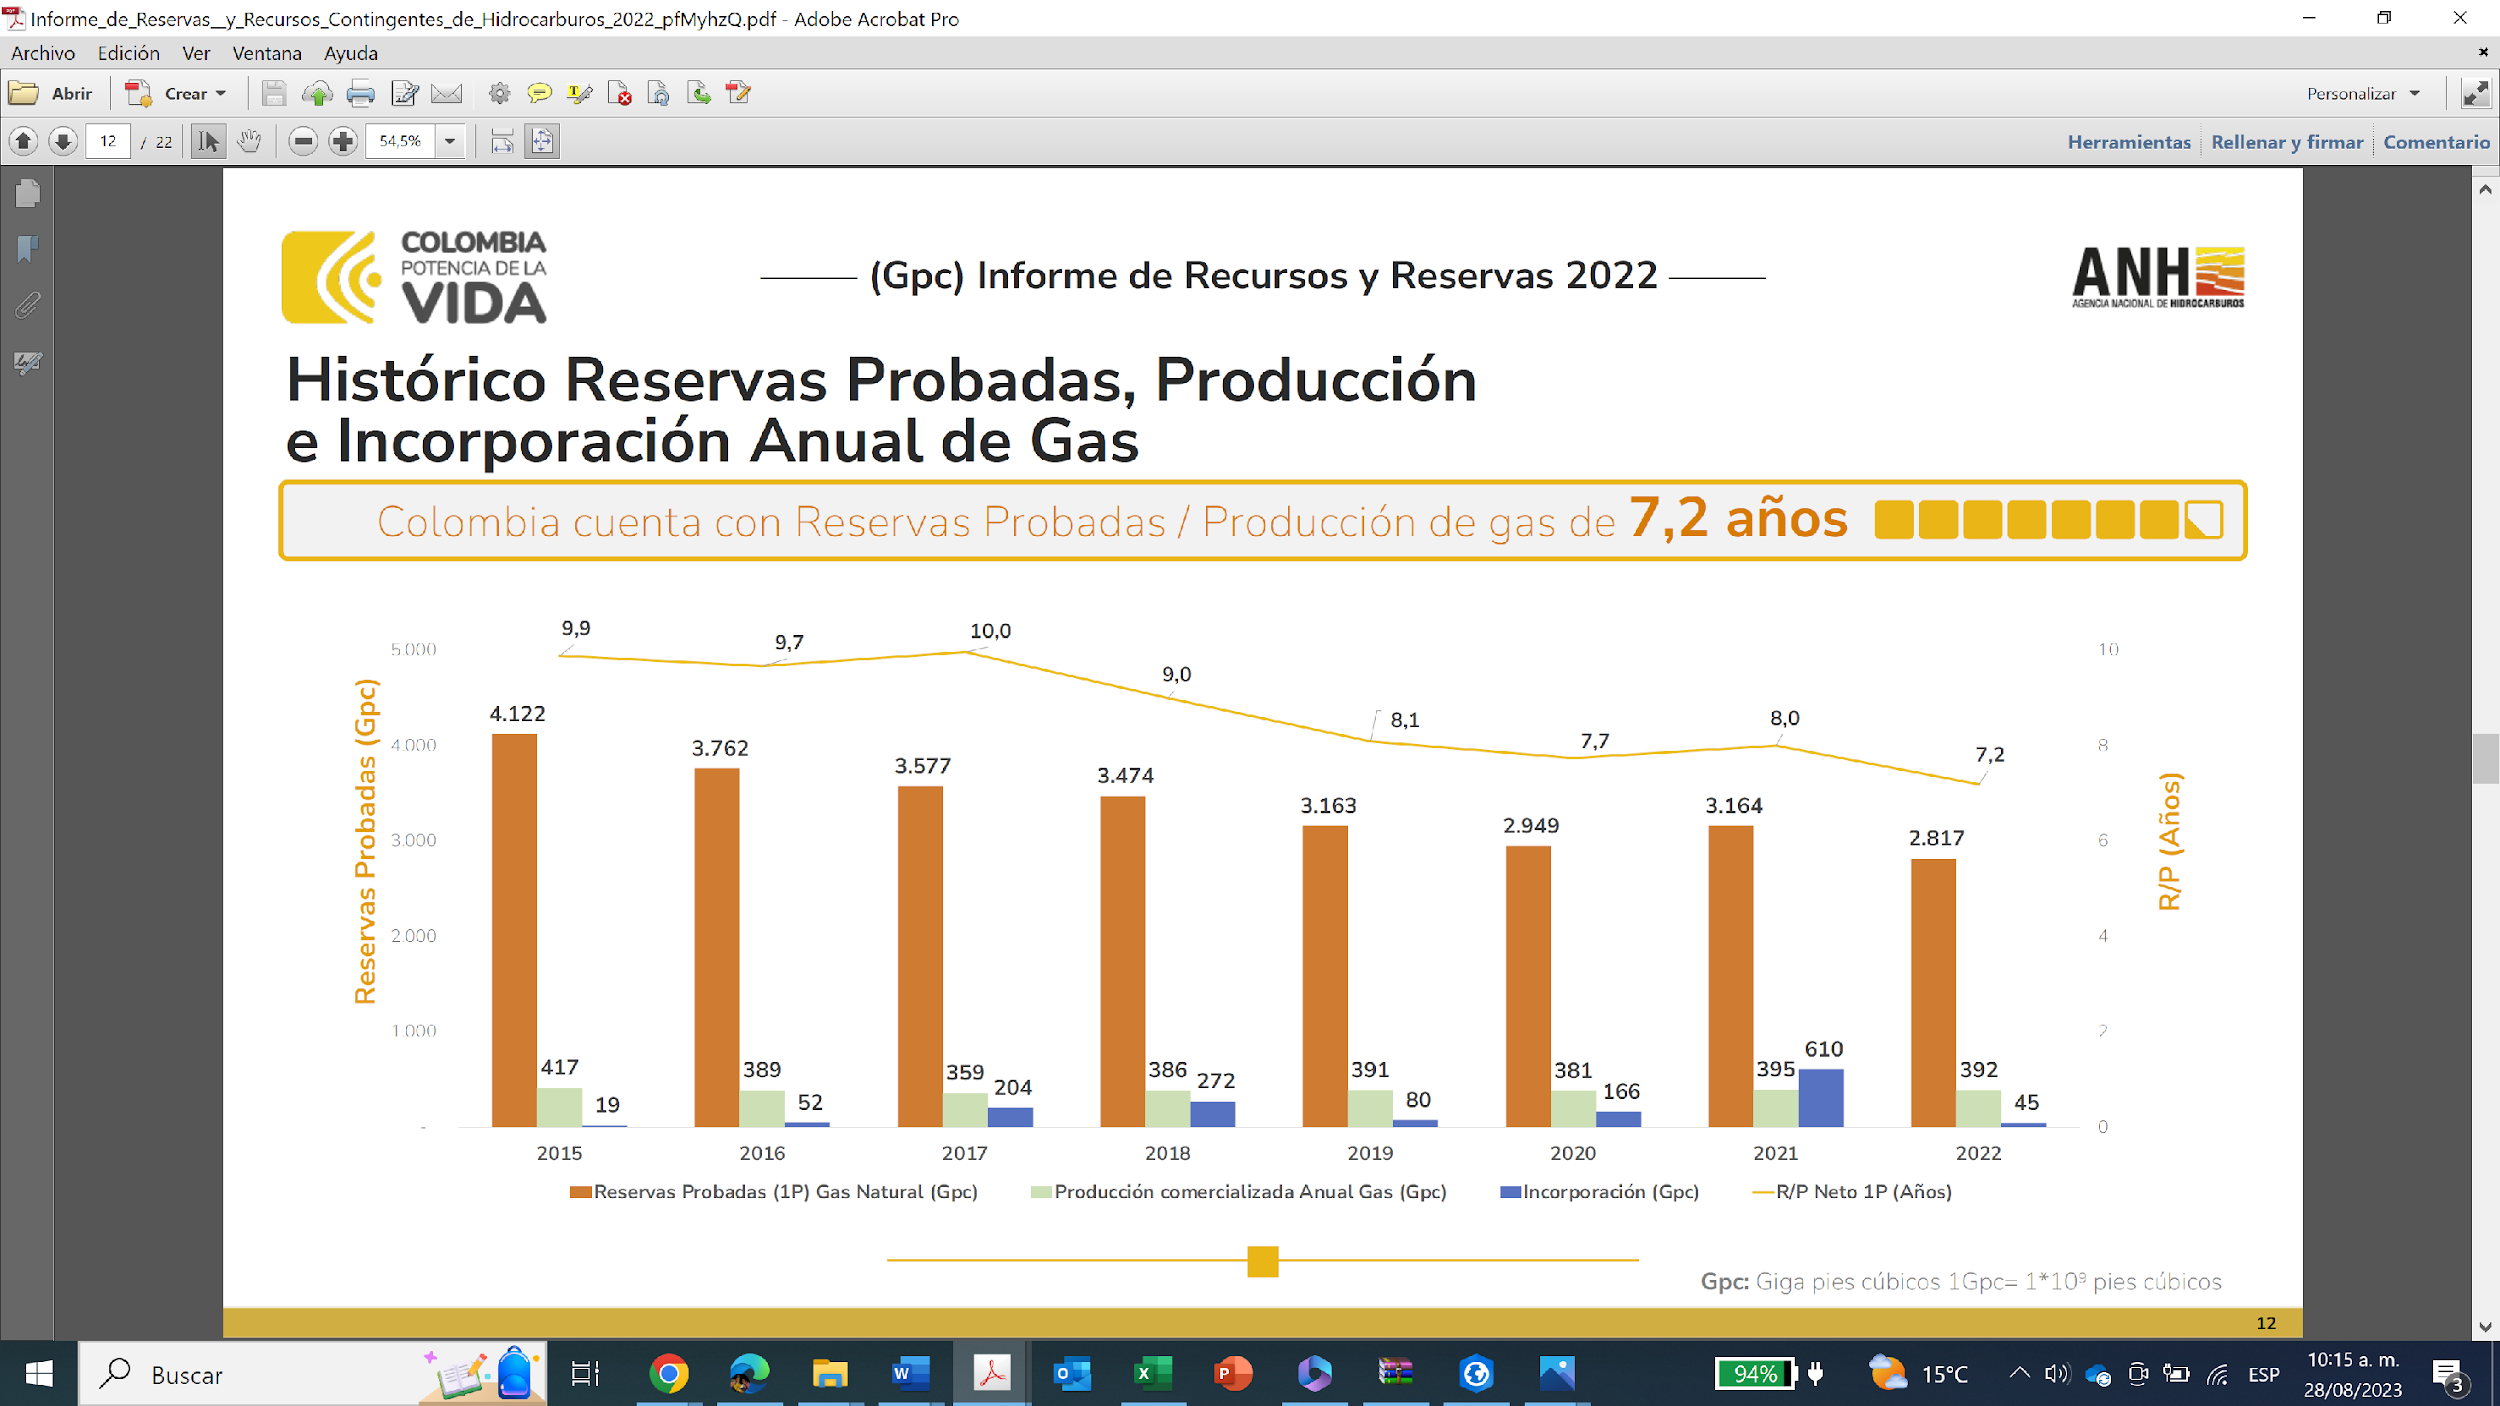 Informe_de_Reservas__y_Recursos_Contingentes_de_Hidrocarburos_2022_pfMyhzQ.pdf - Adobe Acrobat Pro
Archivo Edición Ver Ventana Ayuda
Abrir Crear Personalizar
12 / 22 54,5% Herramientas Rellenar y firmar Comentario
COLOMBIA
POTENCIA DE LA
VIDA
(Gpc) Informe de Recursos y Reservas 2022
ANH
AGENCIA NACIONAL DE HIDROCARBUROS
Histórico Reservas Probadas, Producción
e Incorporación Anual de Gas
Colombia cuenta con Reservas Probadas / Producción de gas de 7,2 años
Reservas Probadas (Gpc)
5.000
4.000
3.000
2.000
1.000
-
9,9 9,7 10,0 9,0 8,1 7,7 8,0 7,2
4.122 3.762 3.577 3.474 3.163 2.949 3.164 2.817
417 389 359 386 391 381 395 392
19 52 204 272 80 166 610 45
10
8
6
4
2
0
R/P (Años)
2015 2016 2017 2018 2019 2020 2021 2022
Reservas Probadas (1P) Gas Natural (Gpc) Producción comercializada Anual Gas (Gpc) Incorporación (Gpc) R/P Neto 1P (Años)
Gpc: Giga pies cúbicos 1Gpc= 1*10⁹ pies cúbicos
12
Buscar
94% 15°C ESP
10:15 a. m.
28/08/2023
3